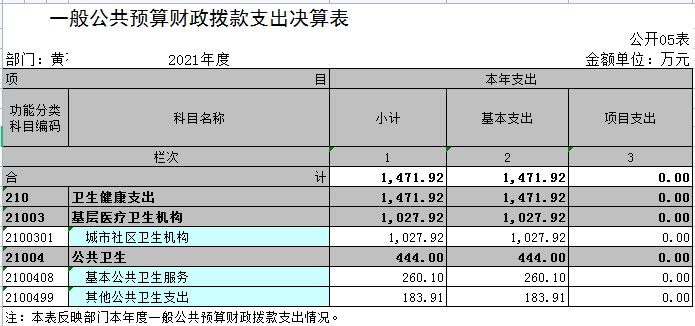 一般公共预算财政拨款支出决算表
公开05表
部门：黄 2021年度 金额单位：万元
项 目 本年支出
功能分类科目编码 科目名称 小计 基本支出 项目支出
栏次 1 2 3
合 计 1,471.92 1,471.92 0.00
210 卫生健康支出 1,471.92 1,471.92 0.00
21003 基层医疗卫生机构 1,027.92 1,027.92 0.00
2100301 城市社区卫生机构 1,027.92 1,027.92 0.00
21004 公共卫生 444.00 444.00 0.00
2100408 基本公共卫生服务 260.10 260.10 0.00
2100499 其他公共卫生支出 183.91 183.91 0.00
注：本表反映部门本年度一般公共预算财政拨款支出情况。